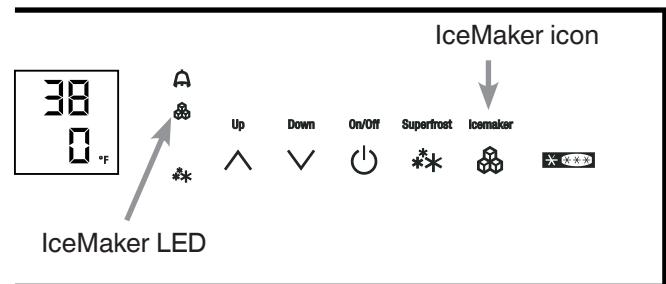 IceMaker icon
38
0 °F
Up Down On/Off Superfrost Icemaker
IceMaker LED